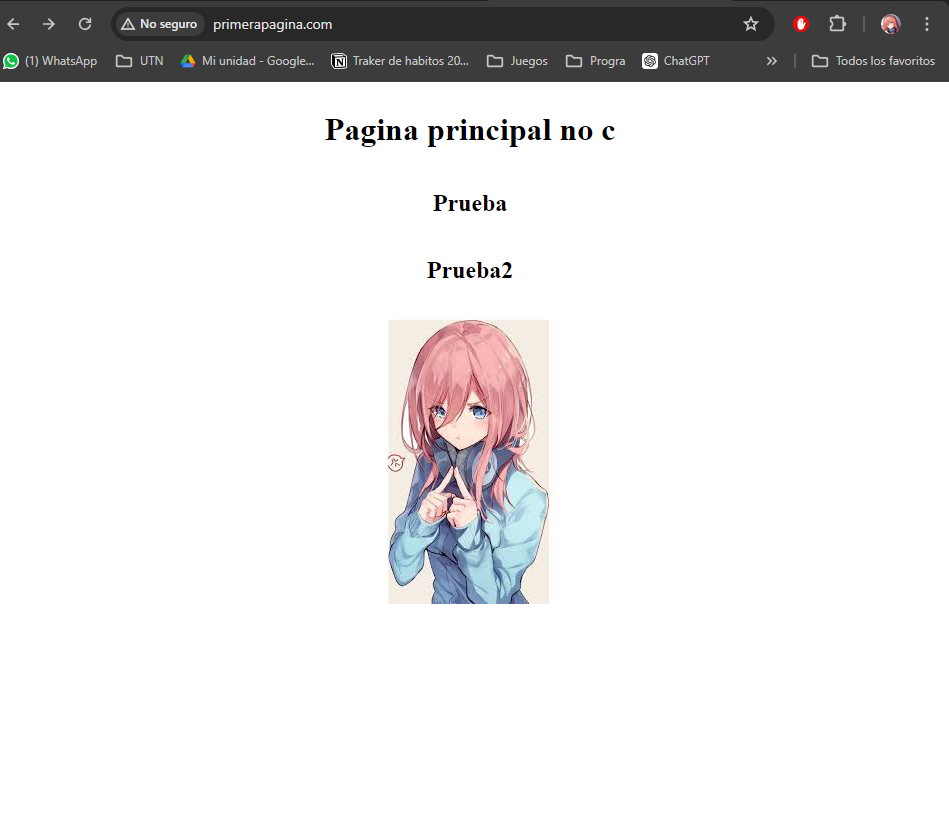 No seguro primerapagina.com
(1) WhatsApp UTN Mi unidad - Google... Traker de habitos 20... Juegos Progra ChatGPT » Todos los favoritos
Pagina principal no c
Prueba
Prueba2